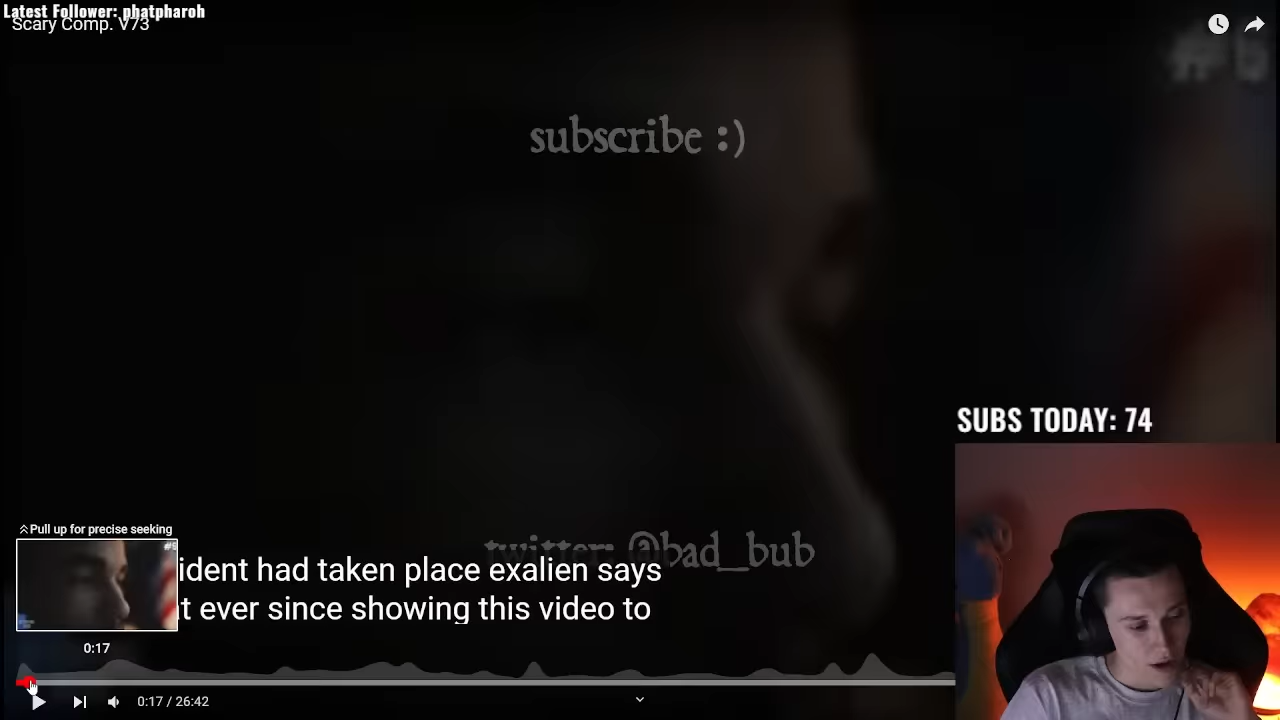 Latest Follower: phatpharoh
Scary Comp. V73
#5
subscribe :)
SUBS TODAY: 74
twitter: @bad_bub
Pull up for precise seeking
ident had taken place exalien says
t ever since showing this video to
0:17
0:17 / 26:42